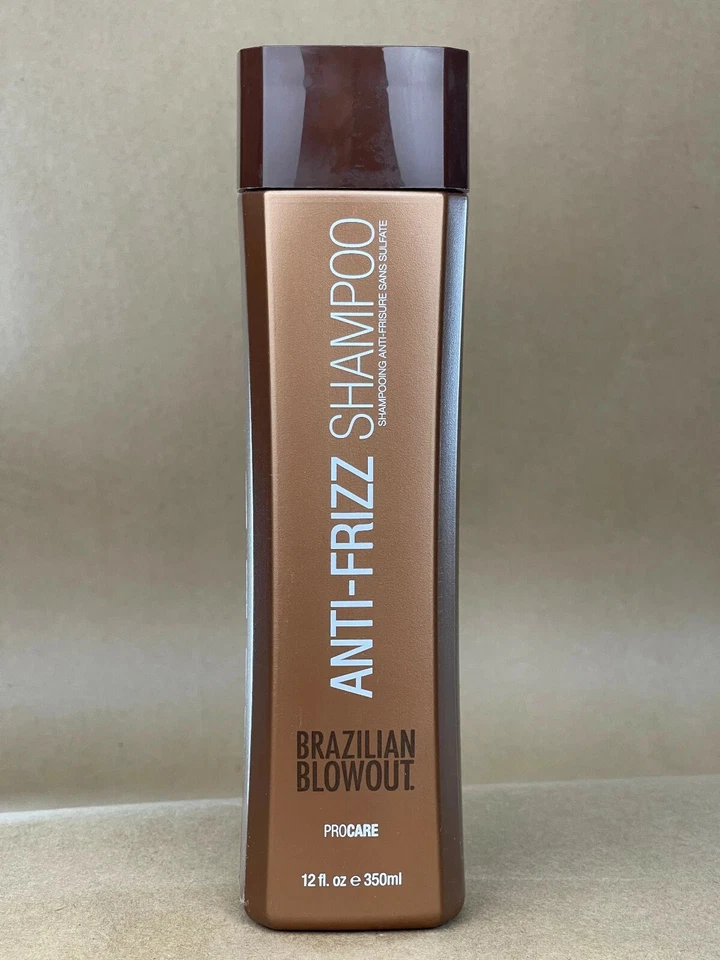 ANTI-FRIZZ SHAMPOO
SHAMPOOING ANTI-FRISURE SANS SULFATE
BRAZILIAN
BLOWOUT.
PROCARE
12 fl. oz e 350ml